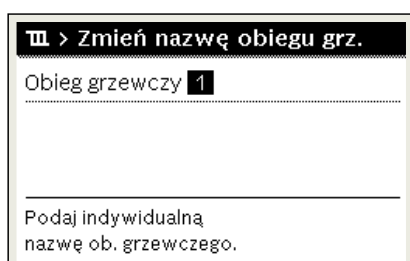 > Zmień nazwę obiegu grz.
Obieg grzewczy 1
Podaj indywidualną
nazwę ob. grzewczego.